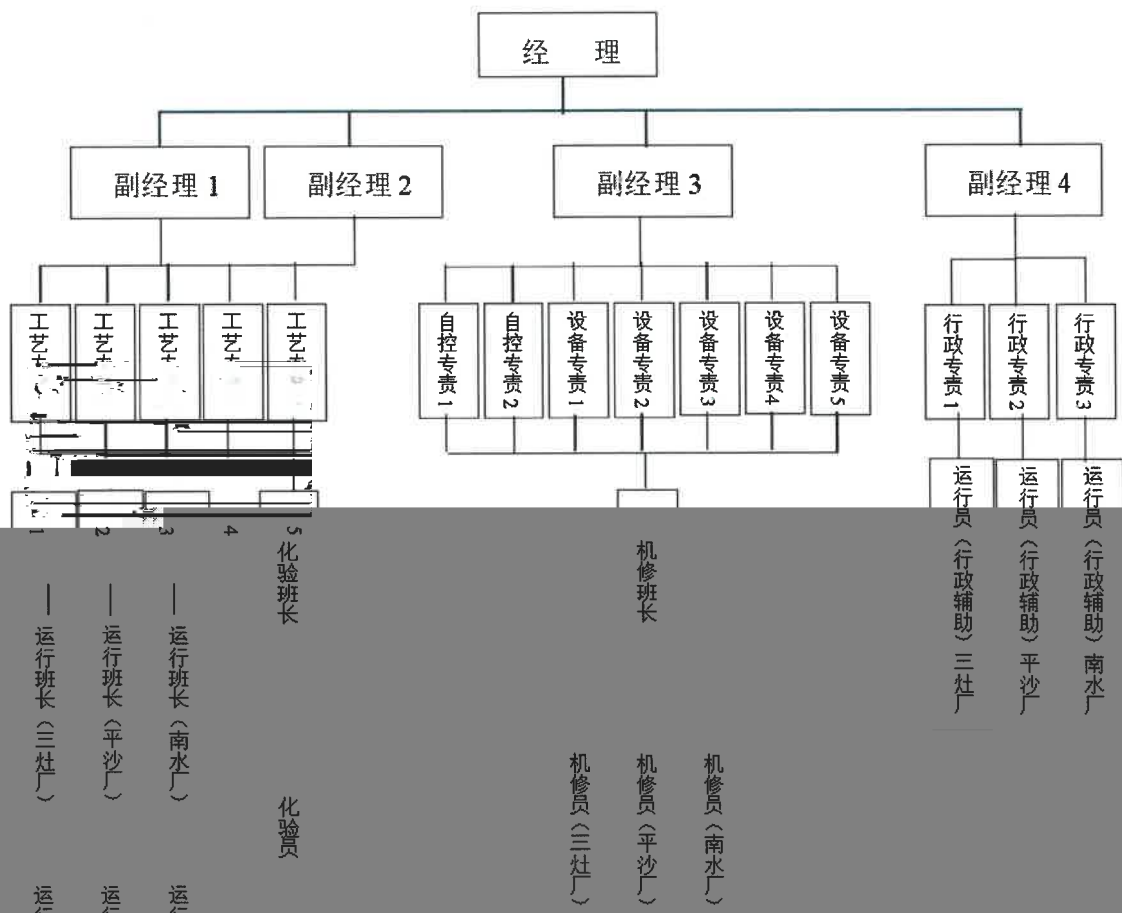 经 理
副经理 1
副经理 2
副经理 3
副经理 4
工艺
工艺
工艺
工艺
工艺
自控专责 1
自控专责 2
设备专责 1
设备专责 2
设备专责 3
设备专责 4
设备专责 5
行政专责 1
行政专责 2
行政专责 3
1
2
3
4
5
化验班长
机修班长
运行员（行政辅助）三灶厂
运行员（行政辅助）平沙厂
运行员（行政辅助）南水厂
运行班长（三灶厂）
运行班长（平沙厂）
运行班长（南水厂）
化验员
机修员（三灶厂）
机修员（平沙厂）
机修员（南水厂）
运行
运行
运行